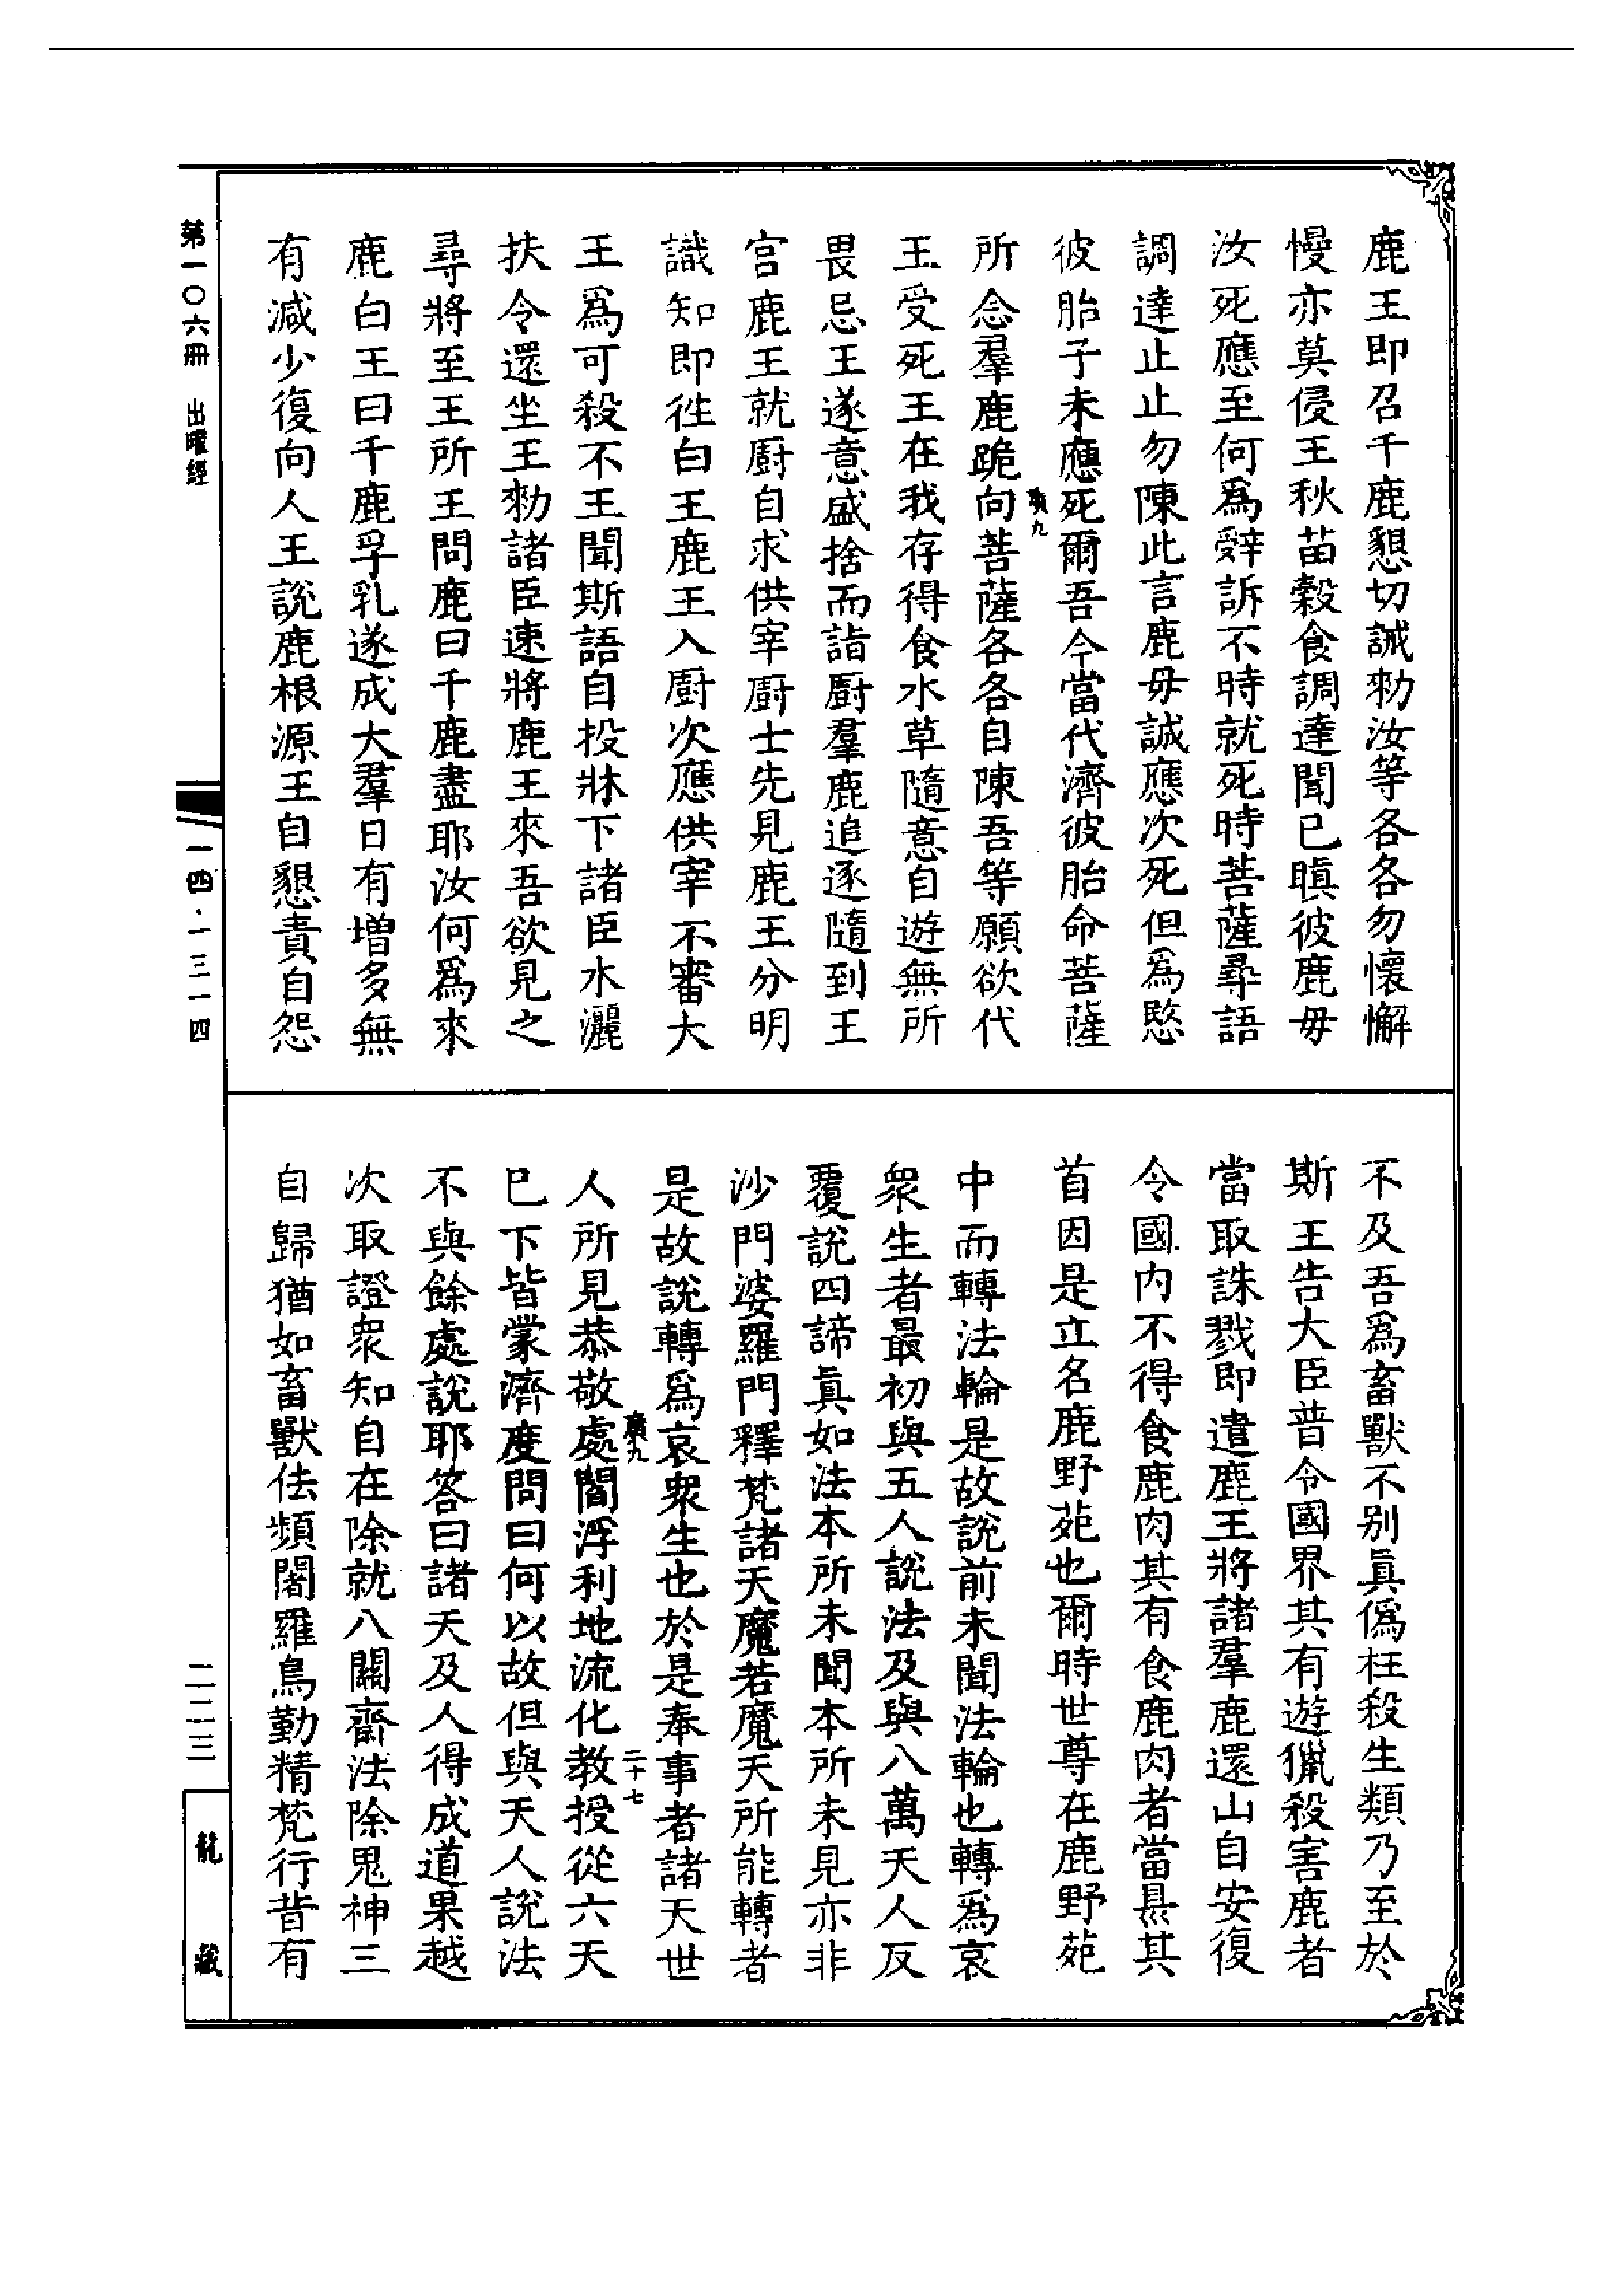 鹿王即召千鹿懇切誡勑汝等各各勿懷懈
慢亦莫侵王秋苗穀食調達聞已瞋彼鹿毋
汝死應至何爲辤訴不時就死時菩薩尋語
調達止止勿陳此言鹿毋誠應次死但爲愍
彼胎子未應死爾吾今當代濟彼胎命菩薩
所念羣鹿跪向菩薩各各自陳吾等願欲代
王受死王在我存得食水草隨意自遊無所
畏忌王遂意盛捨而詣厨羣鹿追逐隨到王
宮鹿王就厨自求供宰厨士先見鹿王分明
識知即徃白王鹿王入厨次應供宰不審大
王爲可殺不王聞斯語自投牀下諸臣水灑
扶令還坐王勑諸臣速將鹿王來吾欲見之
尋將至王所王問鹿曰千鹿盡耶汝何爲來
鹿白王曰千鹿孚乳遂成大羣日有増多無
有減少復向人王説鹿根源王自懇責自怨
廣九
不及吾爲畜獸不别眞僞枉殺生類乃至於
斯王告大臣普令國界其有遊獵殺害鹿者
當取誅戮即遣鹿王將諸羣鹿還山自安復
令國内不得食鹿肉其有食鹿肉者當㬎其
首因是立名鹿野苑也爾時世尊在鹿野苑
中而轉法輪是故說前未聞法輪也轉爲哀
衆生者最初與五人說法及與八萬天人反
覆說四諦眞如法本所未聞本所未見亦非
沙門婆羅門釋梵諸天魔若魔天所能轉者
是故說轉爲哀衆生也於是奉事者諸天世
人所見恭敬處閻浮利地流化教授從六天
巳下皆蒙濟度問曰何以故但與天人說法
不與餘處說耶答曰諸天及人得成道果越
次取證衆知自在除就八關齋法除鬼神三
自歸猶如畜獸佉頻闍羅鳥勤精梵行昔有
廣九
二十七
第一〇六冊 出曜經
一四·一三一四
二二三
龍藏